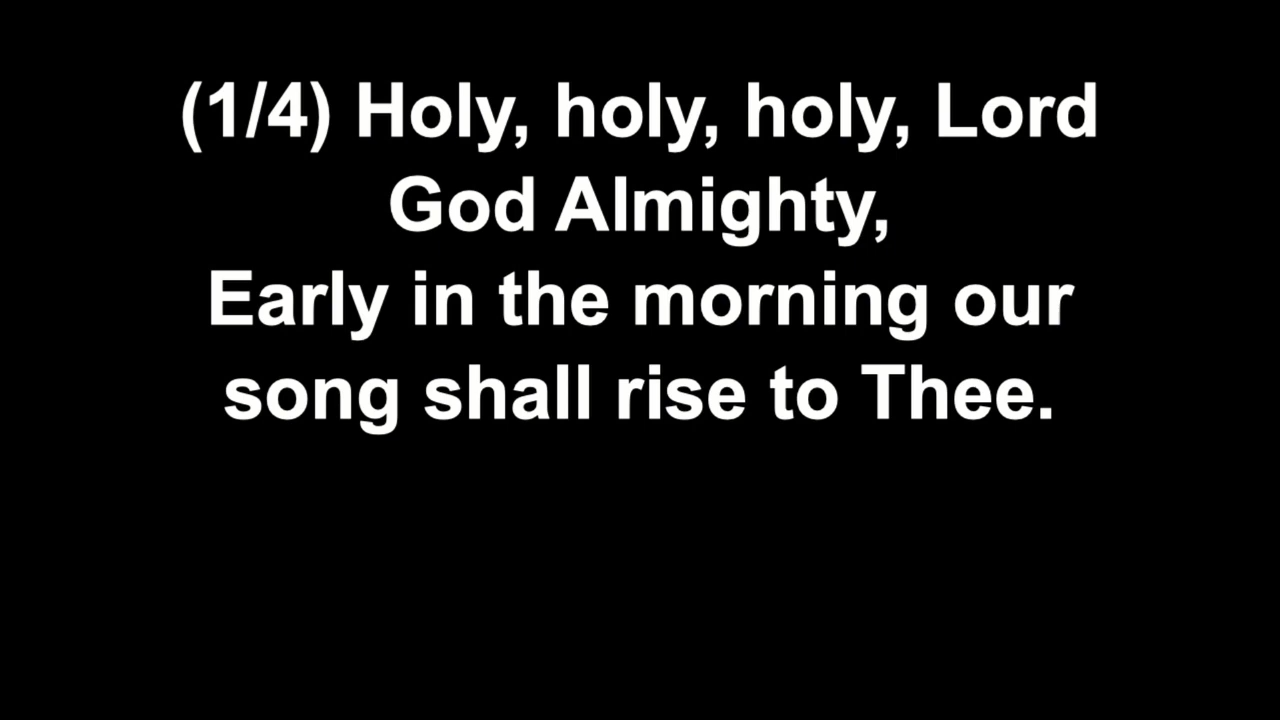 (1/4) Holy, holy, holy, Lord
God Almighty,
Early in the morning our
song shall rise to Thee.